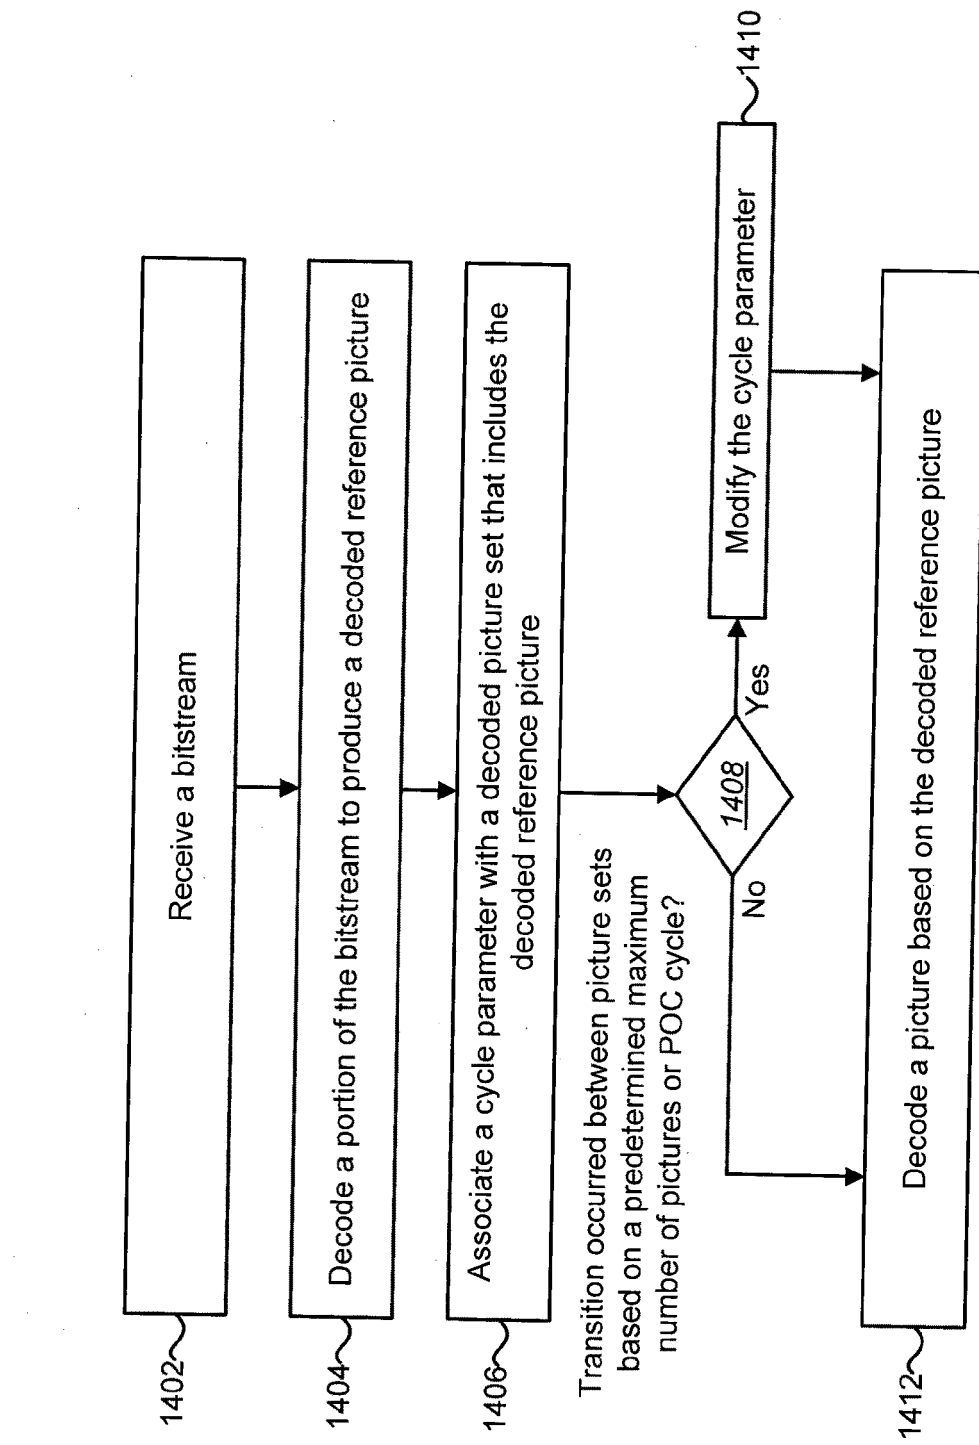 1402
Receive a bitstream
1404
Decode a portion of the bitstream to produce a decoded reference picture
1406
Associate a cycle parameter with a decoded picture set that includes the
decoded reference picture
Transition occurred between picture sets
based on a predetermined maximum
number of pictures or POC cycle?
1408
No
Yes
Modify the cycle parameter
1410
1412
Decode a picture based on the decoded reference picture